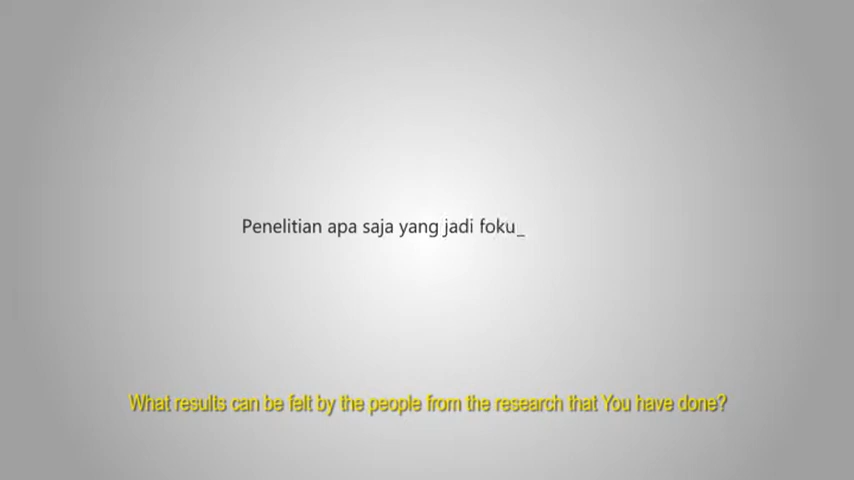 Penelitian apa saja yang jadi foku_
What results can be felt by the people from the research that You have done?